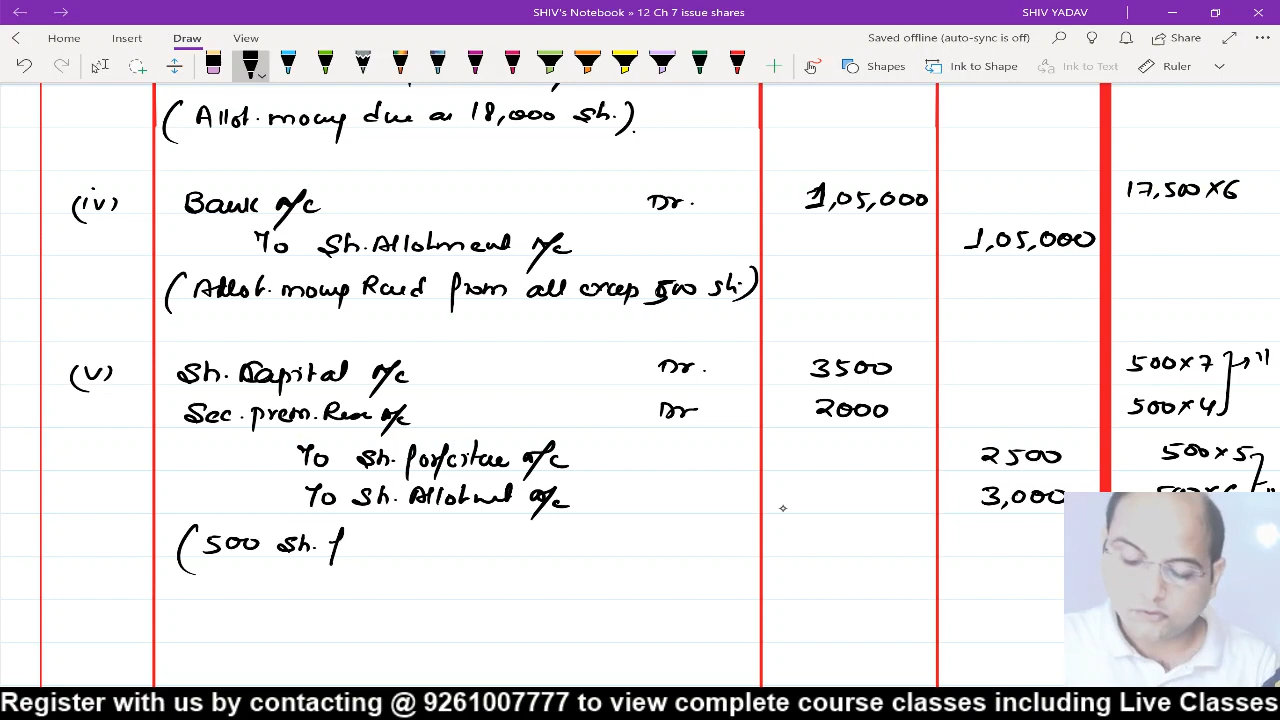 SHIV's Notebook » 12 Ch 7 issue shares
SHIV YADAV
Home Insert Draw View
Saved offline (auto-sync is off)
Share
Shapes
Ink to Shape
Ink to Text
Ruler
( Allot. money due on 18,000 sh.).
(iv) Bank A/c Dr. 1,05,000 17,500×6
To Sh. Allotment A/c 1,05,000
( Allot. money Recd from all excep 500 sh.)
(v) Sh. Capital A/c Dr. 3500 500×7 11
Sec. prem. Res A/c Dr 2000 500×4
To Sh. forfeiture A/c 2500 500×5
To Sh. Allotmet A/c 3,000
( 500 Sh. f
Register with us by contacting @ 9261007777 to view complete course classes including Live Classes